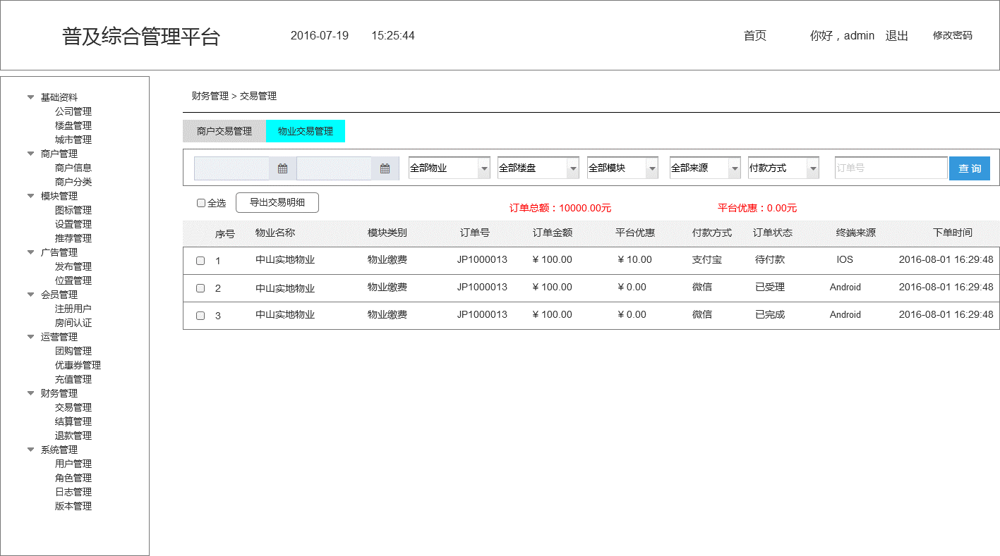 普及综合管理平台 2016-07-19 15:25:44 首页 你好，admin 退出 修改密码
基础资料
公司管理
楼盘管理
城市管理
商户管理
商户信息
商户分类
模块管理
图标管理
设置管理
推荐管理
广告管理
发布管理
位置管理
会员管理
注册用户
房间认证
运营管理
团购管理
优惠券管理
充值管理
财务管理
交易管理
结算管理
退款管理
系统管理
用户管理
角色管理
日志管理
版本管理
财务管理 > 交易管理
商户交易管理 物业交易管理
全部物业 全部楼盘 全部模块 全部来源 付款方式 订单号 查 询
全选 导出交易明细 订单总额：10000.00元 平台优惠：0.00元
序号 物业名称 模块类别 订单号 订单金额 平台优惠 付款方式 订单状态 终端来源 下单时间
1 中山实地物业 物业缴费 JP1000013 ¥ 100.00 ¥ 10.00 支付宝 待付款 IOS 2016-08-01 16:29:48
2 中山实地物业 物业缴费 JP1000013 ¥ 100.00 ¥ 0.00 微信 已受理 Android 2016-08-01 16:29:48
3 中山实地物业 物业缴费 JP1000013 ¥ 100.00 ¥ 0.00 微信 已完成 Android 2016-08-01 16:29:48